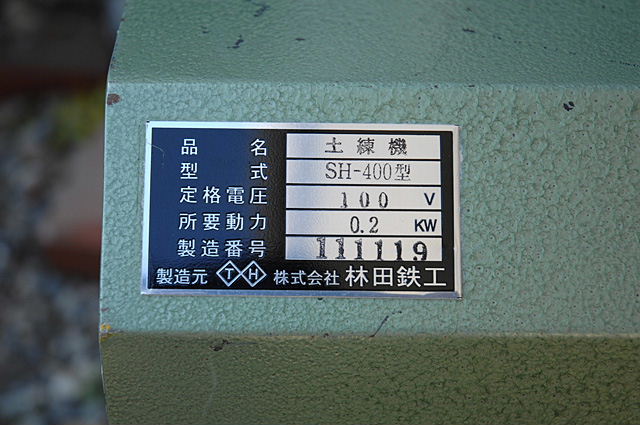 品名 土練機
型式 SH-400型
定格電圧 100 V
所要動力 0.2 KW
製造番号 111119
製造元 TH 株式会社 林田鉄工